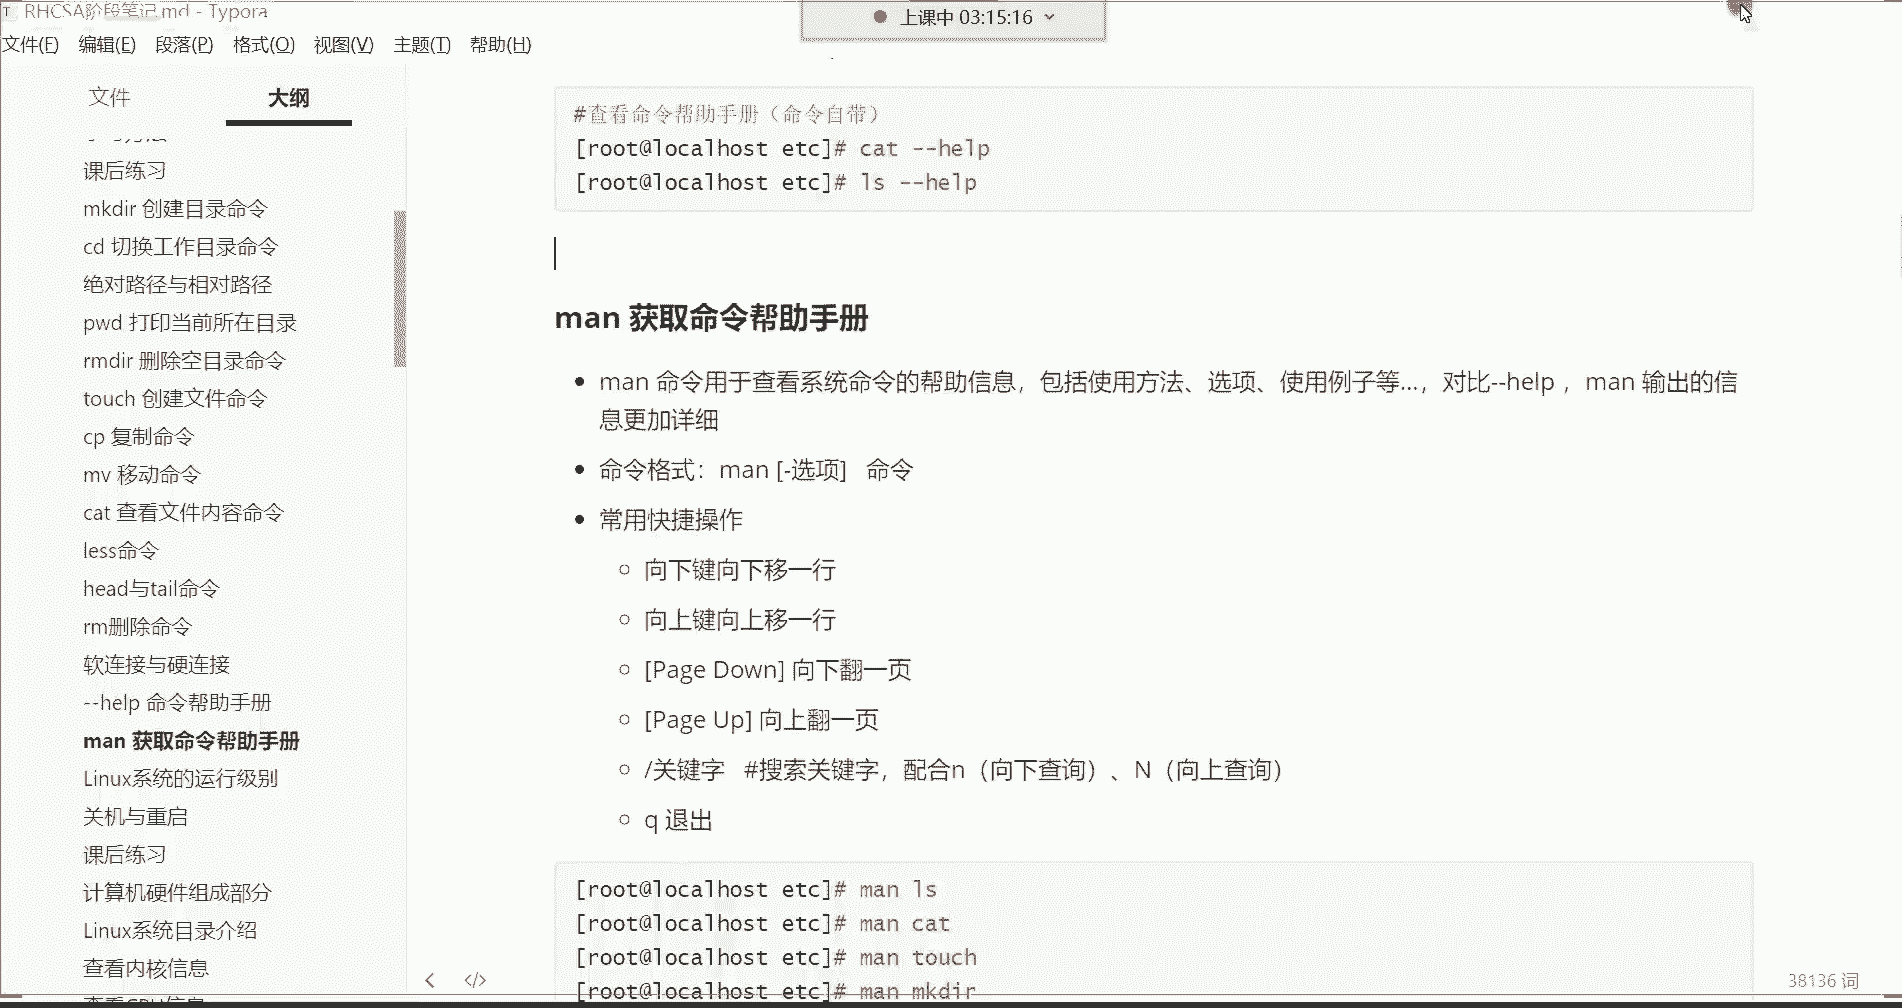 RHCSA阶段笔记.md - Typora
上课中 03:15:16
文件(F) 编辑(E) 段落(P) 格式(O) 视图(V) 主题(T) 帮助(H)
文件 大纲
课后练习
mkdir 创建目录命令
cd 切换工作目录命令
绝对路径与相对路径
pwd 打印当前所在目录
rmdir 删除空目录命令
touch 创建文件命令
cp 复制命令
mv 移动命令
cat 查看文件内容命令
less命令
head与tail命令
rm删除命令
软连接与硬连接
--help 命令帮助手册
man 获取命令帮助手册
Linux系统的运行级别
关机与重启
课后练习
计算机硬件组成部分
Linux系统目录介绍
查看内核信息
查看CPU信息
#查看命令帮助手册（命令自带）
[root@localhost etc]# cat --help
[root@localhost etc]# ls --help
man 获取命令帮助手册
man 命令用于查看系统命令的帮助信息，包括使用方法、选项、使用例子等...，对比--help ，man 输出的信
息更加详细
命令格式：man [-选项] 命令
常用快捷操作
向下键向下移一行
向上键向上移一行
[Page Down] 向下翻一页
[Page Up] 向上翻一页
/关键字 #搜索关键字，配合n（向下查询）、N（向上查询）
q 退出
[root@localhost etc]# man ls
[root@localhost etc]# man cat
[root@localhost etc]# man touch
[root@localhost etc]# man mkdir
38136 词